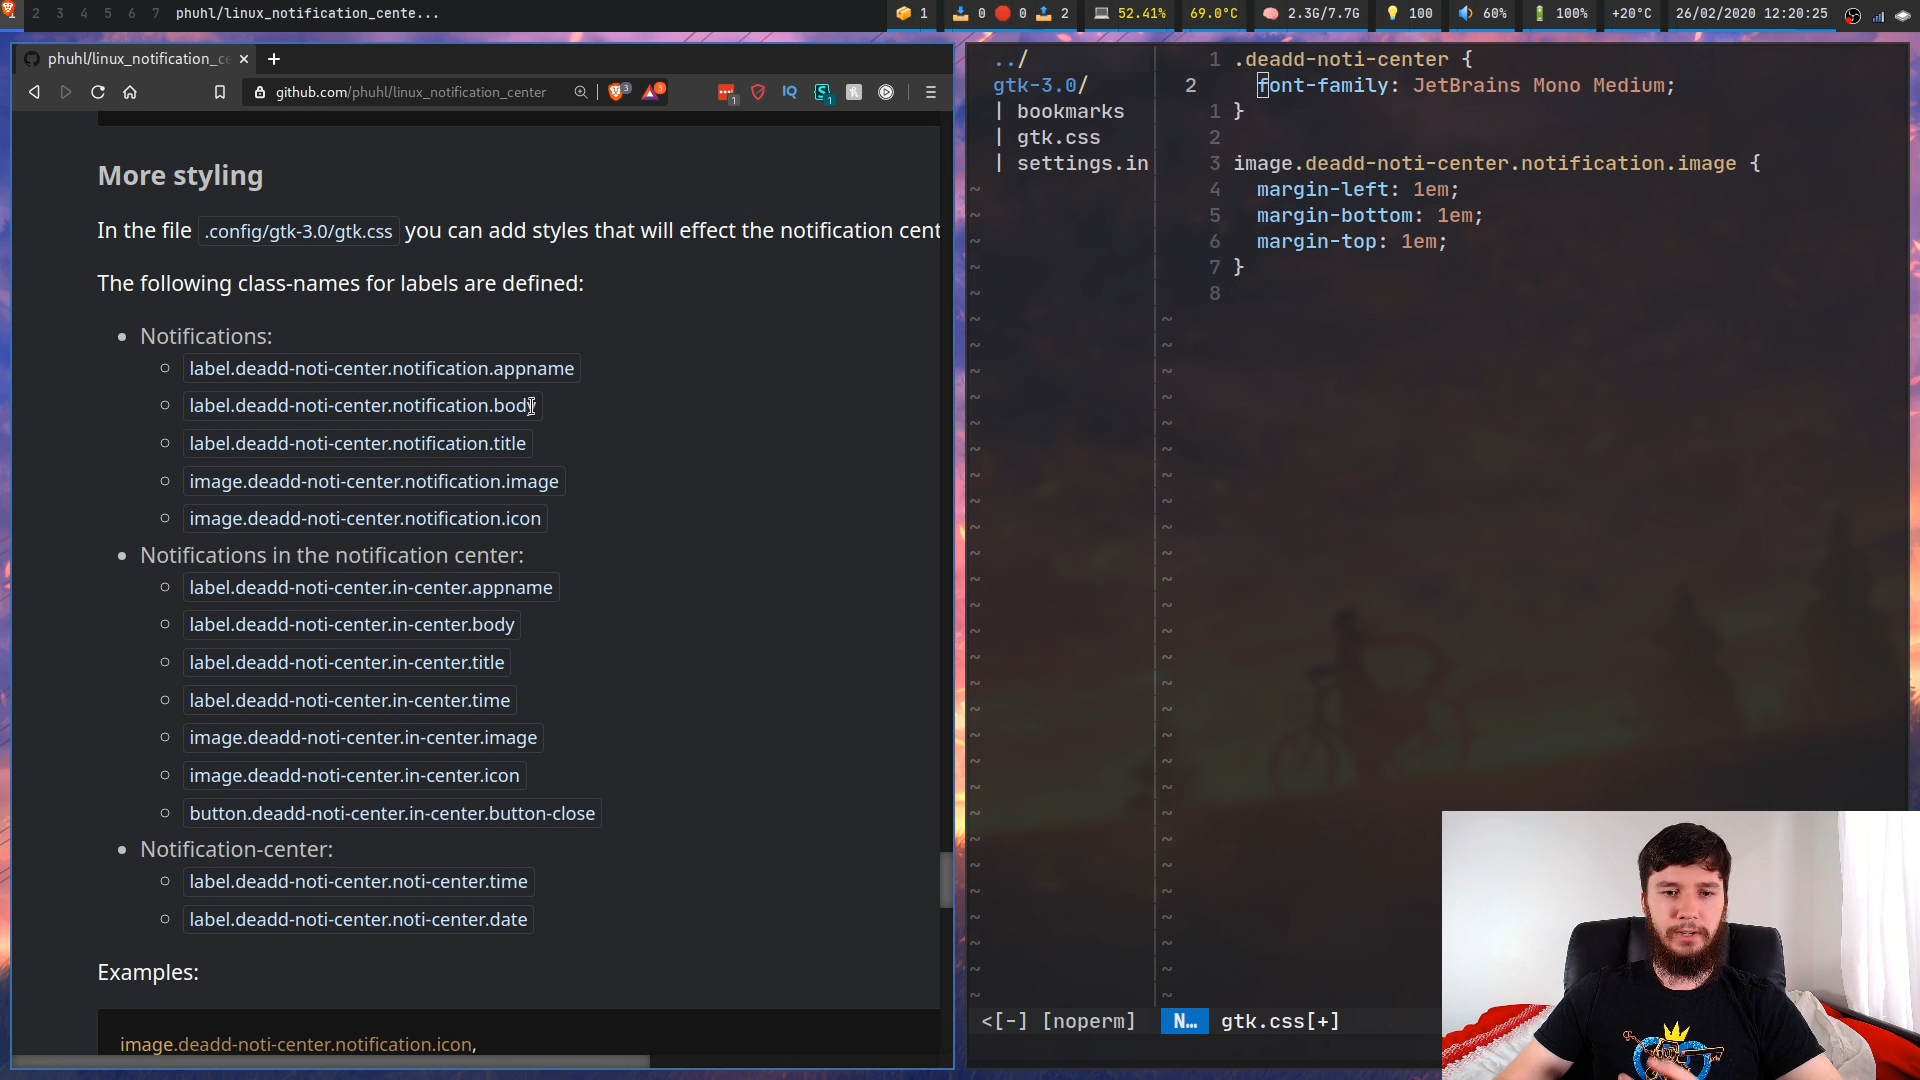 1 2 3 4 5 6 7 phuhl/linux_notification_cente... 1 0 0 2 52.41% 69.0°C 2.3G/7.7G 100 60% 100% +20°C 26/02/2020 12:20:25
phuhl/linux_notification_ce × +
github.com/phuhl/linux_notification_center
More styling
In the file .config/gtk-3.0/gtk.css you can add styles that will effect the notification cent
The following class-names for labels are defined:
Notifications:
label.deadd-noti-center.notification.appname
label.deadd-noti-center.notification.body
label.deadd-noti-center.notification.title
image.deadd-noti-center.notification.image
image.deadd-noti-center.notification.icon
Notifications in the notification center:
label.deadd-noti-center.in-center.appname
label.deadd-noti-center.in-center.body
label.deadd-noti-center.in-center.title
label.deadd-noti-center.in-center.time
image.deadd-noti-center.in-center.image
image.deadd-noti-center.in-center.icon
button.deadd-noti-center.in-center.button-close
Notification-center:
label.deadd-noti-center.noti-center.time
label.deadd-noti-center.noti-center.date
Examples:
image.deadd-noti-center.notification.icon,
../
gtk-3.0/
| bookmarks
| gtk.css
| settings.in
1 .deadd-noti-center {
2 font-family: JetBrains Mono Medium;
1 }
2
3 image.deadd-noti-center.notification.image {
4 margin-left: 1em;
5 margin-bottom: 1em;
6 margin-top: 1em;
7 }
8
<[-] [noperm] N… gtk.css[+]